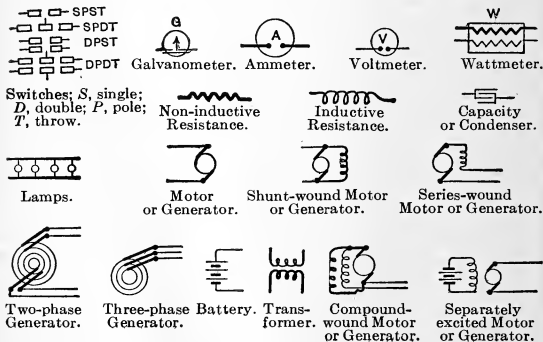 SPST
SPDT
DPST
DPDT
Switches; S, single;
D, double; P, pole;
T, throw.
G
Galvanometer.
A
Ammeter.
V
Voltmeter.
W
Wattmeter.
Non-inductive
Resistance.
Inductive
Resistance.
Capacity
or Condenser.
Lamps.
Motor
or Generator.
Shunt-wound Motor
or Generator.
Series-wound
Motor or Generator.
Two-phase
Generator.
Three-phase
Generator.
Battery.
Trans-
former.
Compound-
wound Motor
or Generator.
Separately
excited Motor
or Generator.